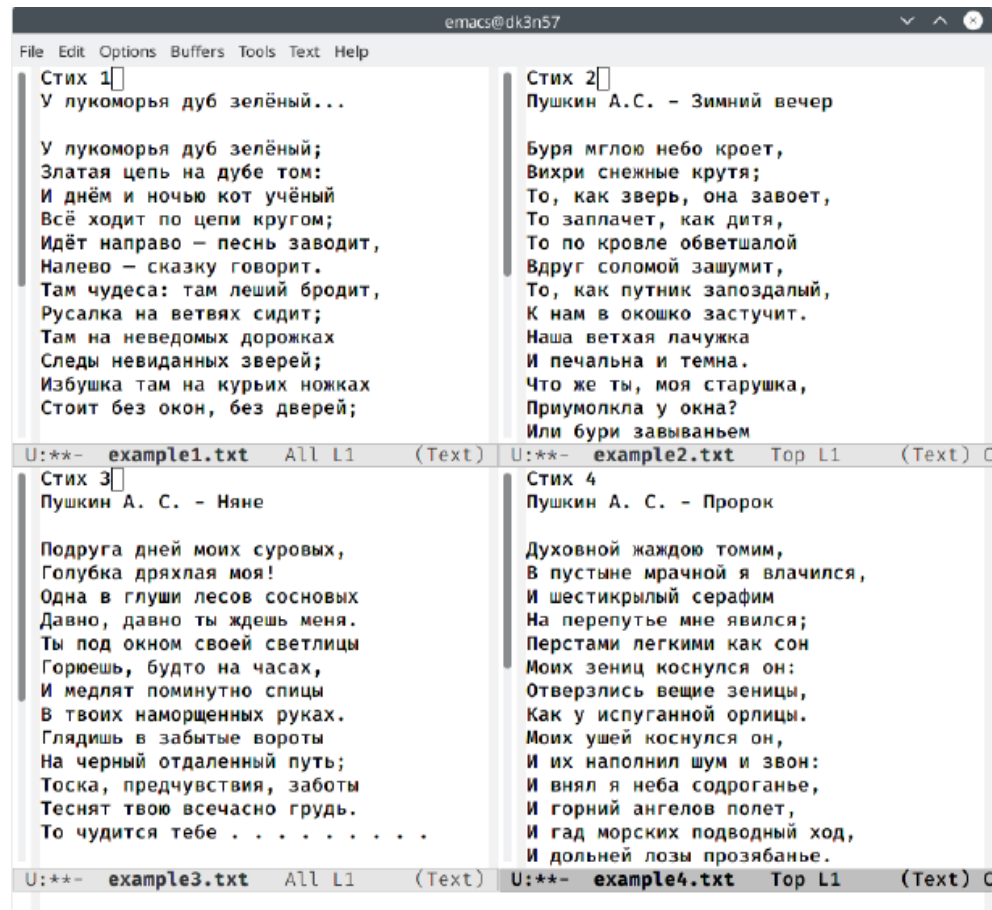 emacs@dk3n57
File Edit Options Buffers Tools Text Help
Стих 1
У лукоморья дуб зелёный...
У лукоморья дуб зелёный;
Златая цепь на дубе том:
И днём и ночью кот учёный
Всё ходит по цепи кругом;
Идёт направо — песнь заводит,
Налево — сказку говорит.
Там чудеса: там леший бродит,
Русалка на ветвях сидит;
Там на неведомых дорожках
Следы невиданных зверей;
Избушка там на курьих ножках
Стоит без окон, без дверей;
U:**- example1.txt All L1 (Text)
Стих 2
Пушкин А.С. - Зимний вечер
Буря мглою небо кроет,
Вихри снежные крутя;
То, как зверь, она завоет,
То заплачет, как дитя,
То по кровле обветшалой
Вдруг соломой зашумит,
То, как путник запоздалый,
К нам в окошко застучит.
Наша ветхая лачужка
И печальна и темна.
Что же ты, моя старушка,
Приумолкла у окна?
Или бури завываньем
U:**- example2.txt Top L1 (Text) C
Стих 3
Пушкин А. С. - Няне
Подруга дней моих суровых,
Голубка дряхлая моя!
Одна в глуши лесов сосновых
Давно, давно ты ждешь меня.
Ты под окном своей светлицы
Горюешь, будто на часах,
И медлят поминутно спицы
В твоих наморщенных руках.
Глядишь в забытые вороты
На черный отдаленный путь;
Тоска, предчувствия, заботы
Теснят твою всечасно грудь.
То чудится тебе . . . . . . . . .
U:**- example3.txt All L1 (Text)
Стих 4
Пушкин А. С. - Пророк
Духовной жаждою томим,
В пустыне мрачной я влачился,
И шестикрылый серафим
На перепутье мне явился;
Перстами легкими как сон
Моих зениц коснулся он:
Отверзлись вещие зеницы,
Как у испуганной орлицы.
Моих ушей коснулся он,
И их наполнил шум и звон:
И внял я неба содроганье,
И горний ангелов полет,
И гад морских подводный ход,
И дольней лозы прозябанье.
U:**- example4.txt Top L1 (Text) C